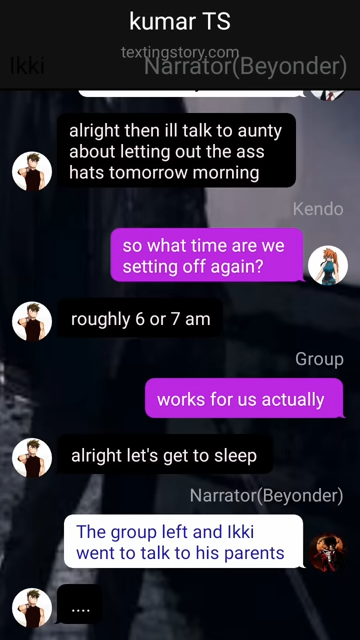 kumar TS
textingstory.com
Ikki
Narrator(Beyonder)
alright then ill talk to aunty
about letting out the ass
hats tomorrow morning
Kendo
so what time are we
setting off again?
roughly 6 or 7 am
Group
works for us actually
alright let's get to sleep
Narrator(Beyonder)
The group left and Ikki
went to talk to his parents
....